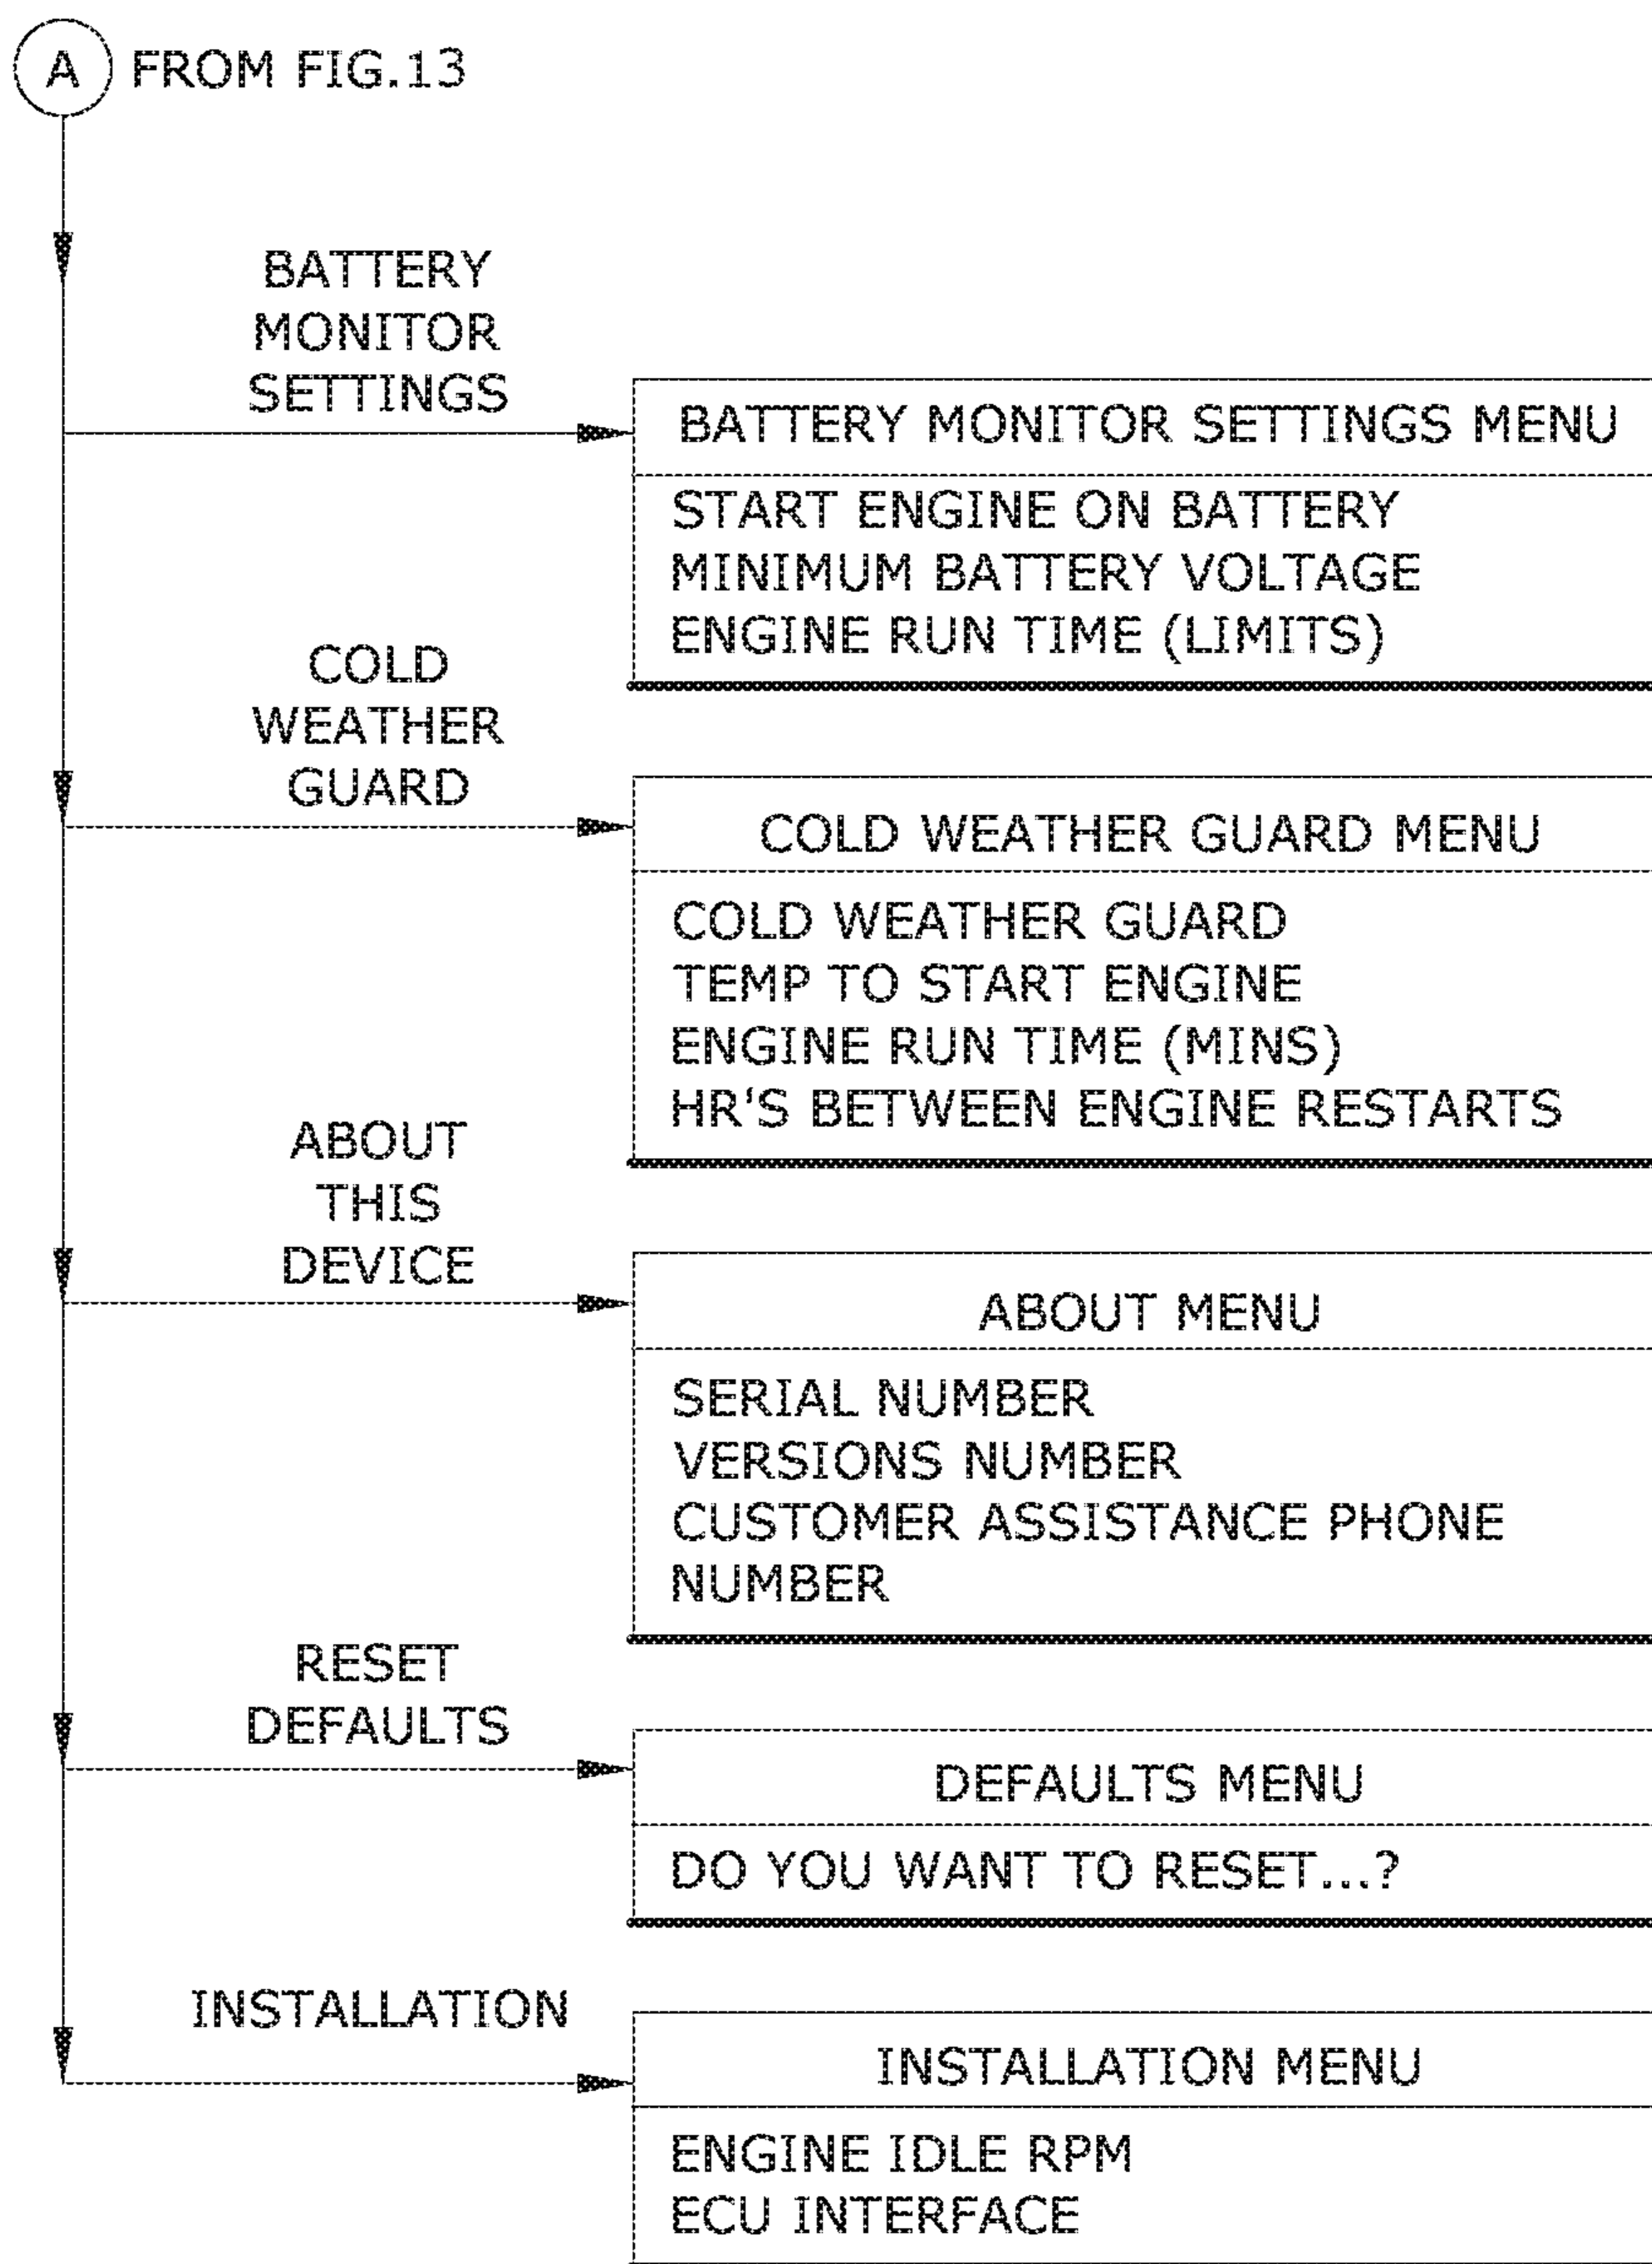 A FROM FIG.13
BATTERY
MONITOR
SETTINGS
BATTERY MONITOR SETTINGS MENU
START ENGINE ON BATTERY
MINIMUM BATTERY VOLTAGE
ENGINE RUN TIME (LIMITS)
COLD
WEATHER
GUARD
COLD WEATHER GUARD MENU
COLD WEATHER GUARD
TEMP TO START ENGINE
ENGINE RUN TIME (MINS)
HR'S BETWEEN ENGINE RESTARTS
ABOUT
THIS
DEVICE
ABOUT MENU
SERIAL NUMBER
VERSIONS NUMBER
CUSTOMER ASSISTANCE PHONE
NUMBER
RESET
DEFAULTS
DEFAULTS MENU
DO YOU WANT TO RESET...?
INSTALLATION
INSTALLATION MENU
ENGINE IDLE RPM
ECU INTERFACE